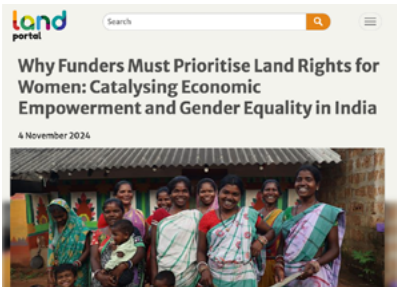 land
portal
Search
Why Funders Must Prioritise Land Rights for
Women: Catalysing Economic
Empowerment and Gender Equality in India
4 November 2024